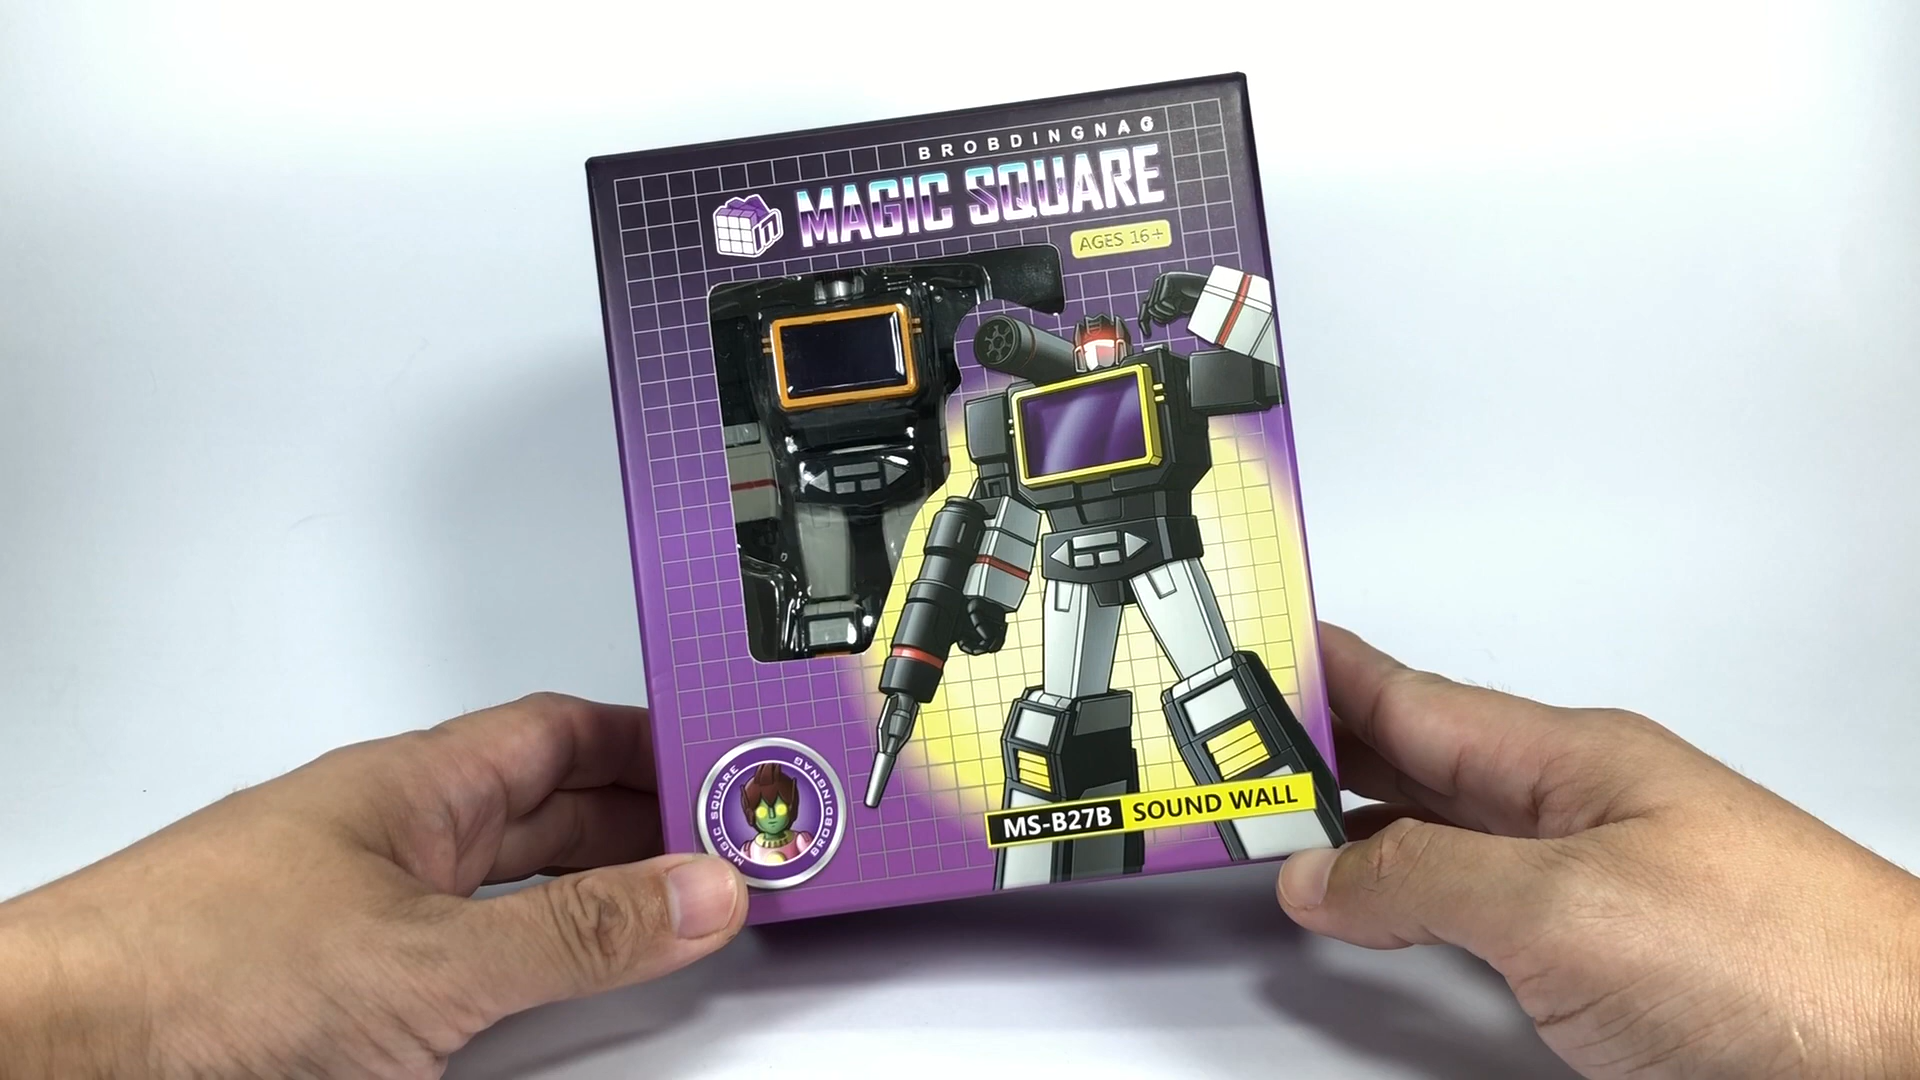 BROBDINGNAG
MAGIC SQUARE
AGES 16+
m
MS-B27B SOUND WALL
MAGIC SQUARE
BROBDINGNAG